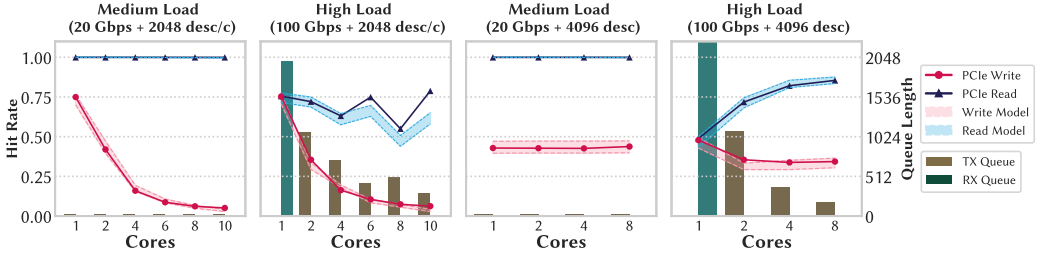 Medium Load
(20 Gbps + 2048 desc/c)
High Load
(100 Gbps + 2048 desc/c)
Medium Load
(20 Gbps + 4096 desc)
High Load
(100 Gbps + 4096 desc)
Hit Rate
1.00
0.75
0.50
0.25
0.00
1 2 4 6 8 10
Cores
1 2 4 6 8 10
Cores
1 2 4 8
Cores
1 2 4 8
Cores
2048
1536
1024
512
0
Queue Length
PCIe Write
PCIe Read
Write Model
Read Model
TX Queue
RX Queue